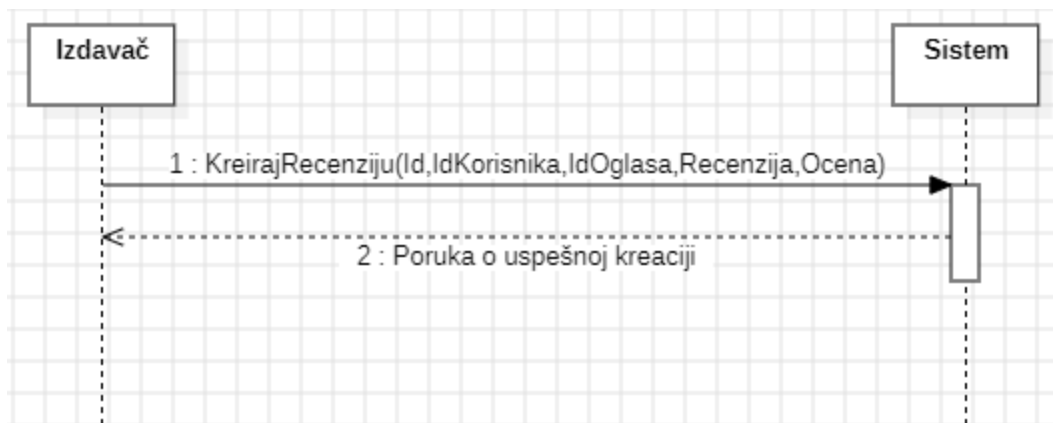 Izdavač
Sistem
1 : KreirajRecenziju(Id,IdKorisnika,IdOglasa,Recenzija,Ocena)
2 : Poruka o uspešnoj kreaciji